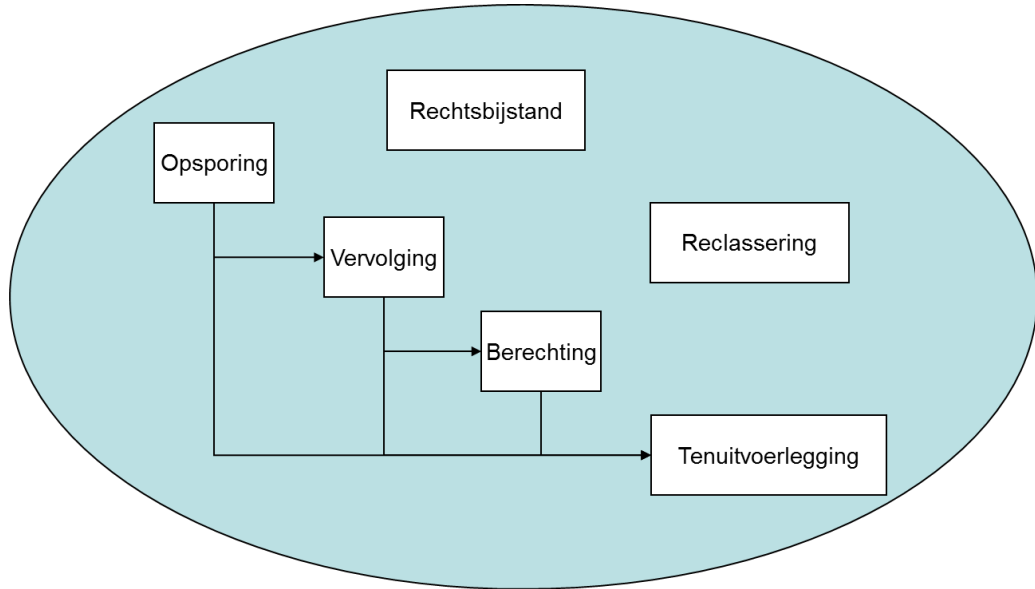 Rechtsbijstand
Opsporing
Vervolging
Reclassering
Berechting
Tenuitvoerlegging